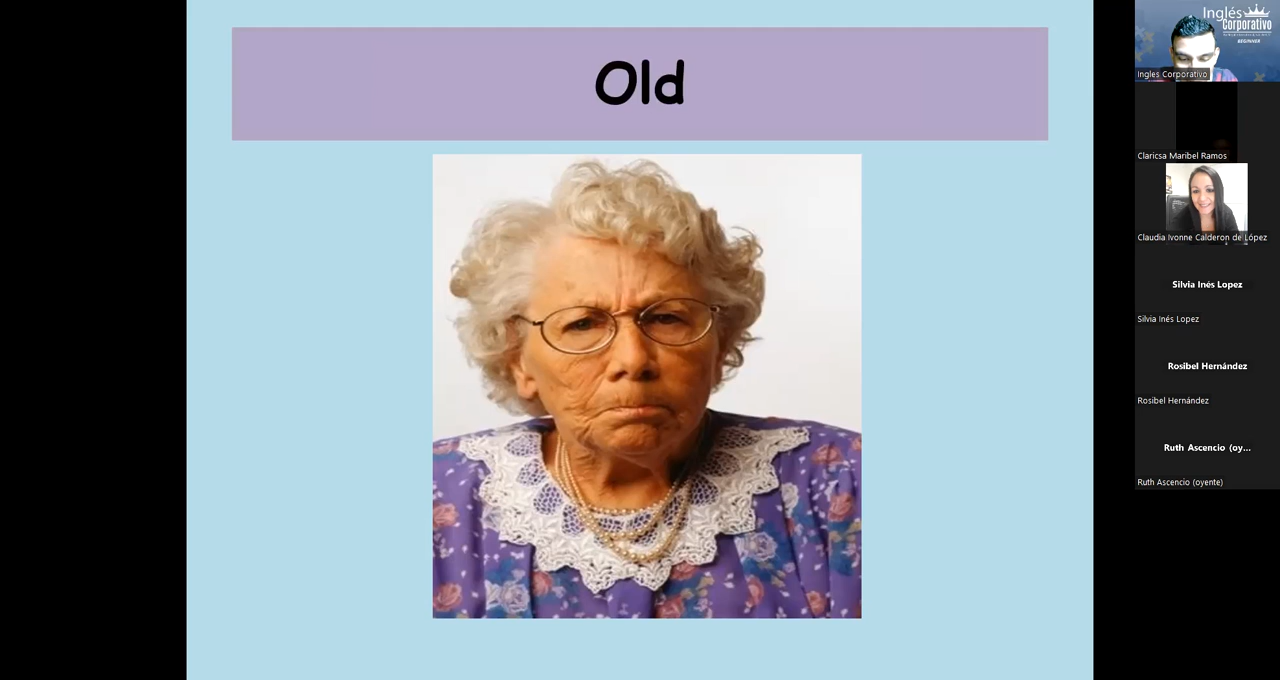 Old
Inglés
Corporativo
BEGINNER
Ingles Corporativo
Claricsa Maribel Ramos
Claudia Ivonne Calderon de López
Silvia Inés Lopez
Silvia Inés Lopez
Rosibel Hernández
Rosibel Hernández
Ruth Ascencio (oy...
Ruth Ascencio (oyente)